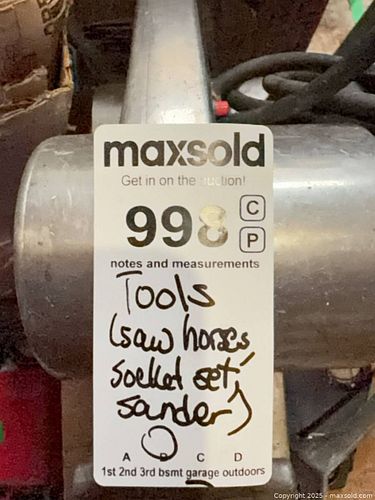 maxsold
Get in on the auction!
998
C
P
notes and measurements
Tools
(saw horses,
socket set,
sander)
A B C D
1st 2nd 3rd bsmt garage outdoors
Copyright 2025 - maxsold.com